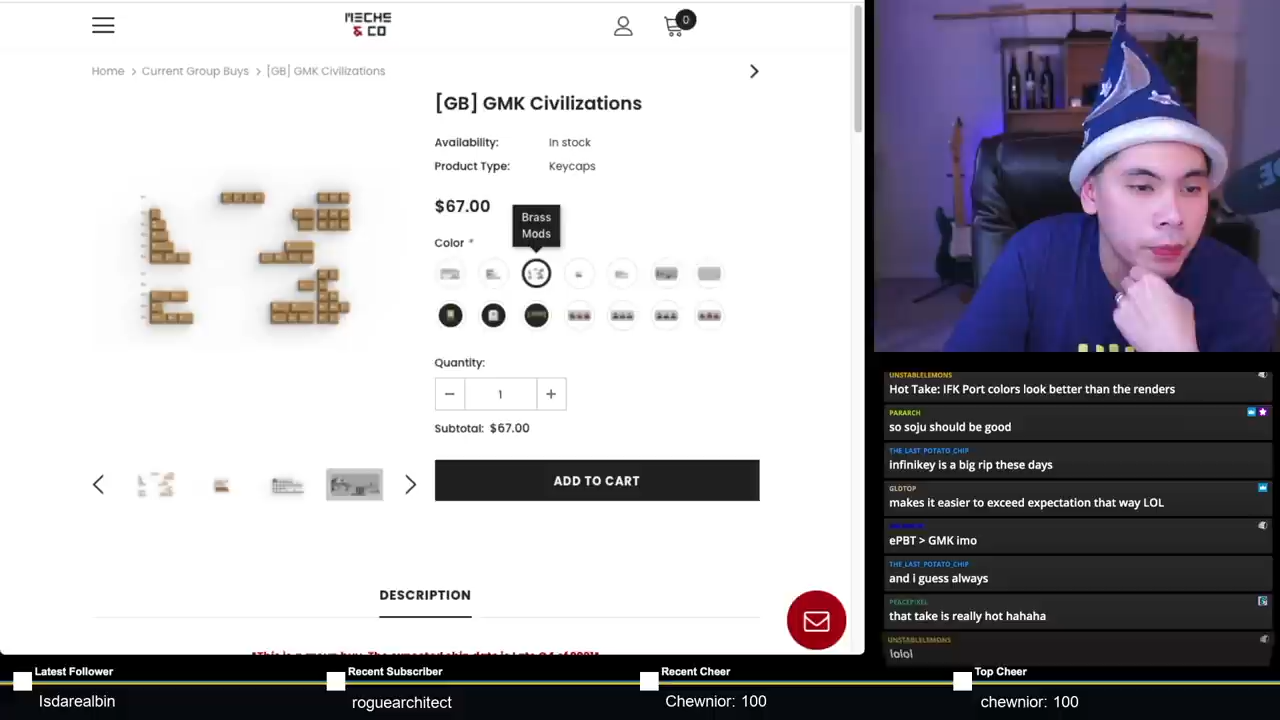 MECHS
& CO
0
Home > Current Group Buys > [GB] GMK Civilizations
[GB] GMK Civilizations
Availability: In stock
Product Type: Keycaps
$67.00
Brass
Mods
Color *
Quantity:
− 1 +
Subtotal: $67.00
ADD TO CART
DESCRIPTION
UNSTABLELEMONS
Hot Take: IFK Port colors look better than the renders
PARARCH
so soju should be good
THE_LAST_POTATO_CHIP
infinikey is a big rip these days
GLDTOP
makes it easier to exceed expectation that way LOL
ePBT > GMK imo
THE_LAST_POTATO_CHIP
and i guess always
PEACEPIXEL
that take is really hot hahaha
UNSTABLELEMONS
lolol
Latest Follower
Isdarealbin
Recent Subscriber
roguearchitect
Recent Cheer
Chewnior: 100
Top Cheer
chewnior: 100